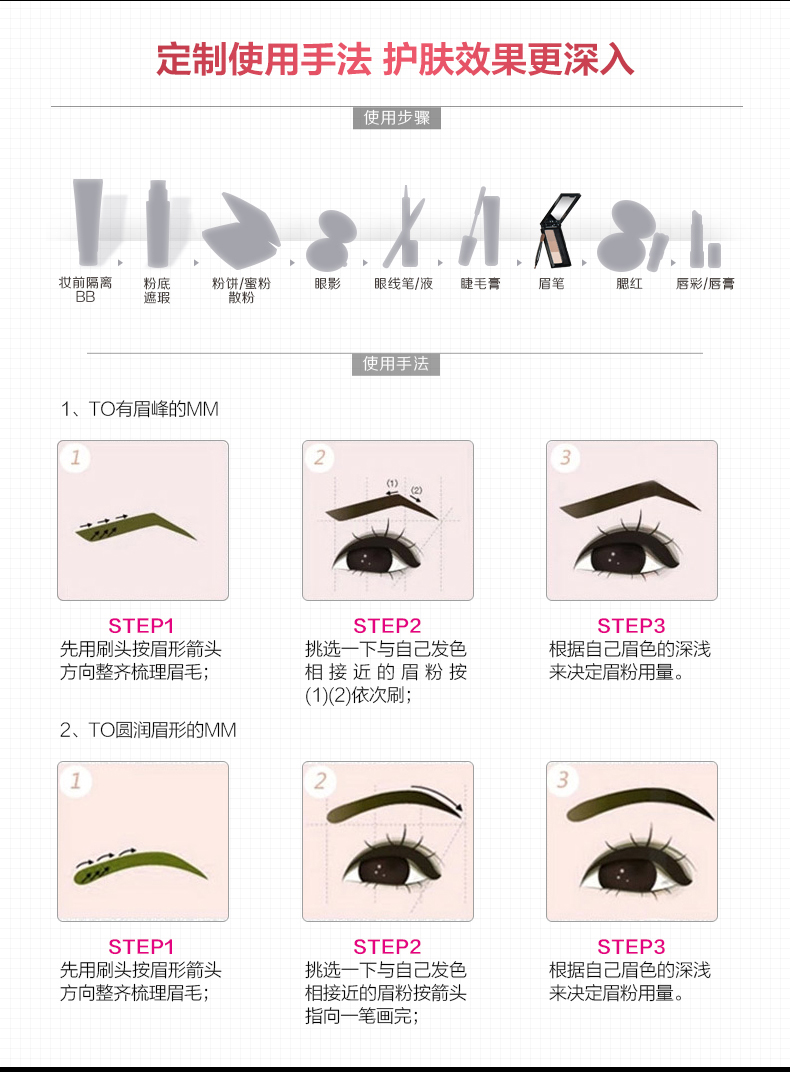 定制使用手法 护肤效果更深入
使用步骤
妆前隔离
BB
粉底
遮瑕
粉饼/蜜粉
散粉
眼影
眼线笔/液
睫毛膏
眉笔
腮红
唇彩/唇膏
使用手法
1、TO有眉峰的MM
1
2
(1)
(2)
3
STEP1
先用刷头按眉形箭头
方向整齐梳理眉毛；
STEP2
挑选一下与自己发色
相接近的眉粉按
(1)(2)依次刷；
STEP3
根据自己眉色的深浅
来决定眉粉用量。
2、TO圆润眉形的MM
1
2
3
STEP1
先用刷头按眉形箭头
方向整齐梳理眉毛；
STEP2
挑选一下与自己发色
相接近的眉粉按箭头
指向一笔画完；
STEP3
根据自己眉色的深浅
来决定眉粉用量。